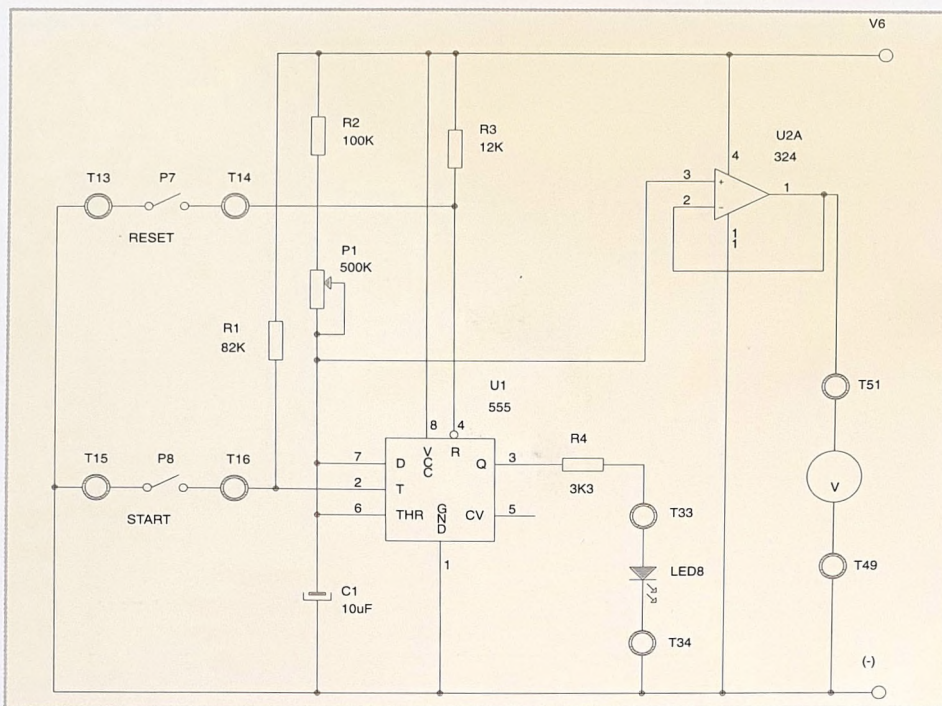 V6
R2
100K
R3
12K
U2A
324
4
T13
P7
T14
3
+
1
2
−
RESET
1
1
P1
500K
R1
82K
U1
555
T51
8
4
R4
T15
P8
T16
7
D
V
C
C
R
Q
3
2
T
3K3
V
START
6
THR
G
N
D
CV
5
T33
1
LED8
T49
C1
10uF
T34
(-)